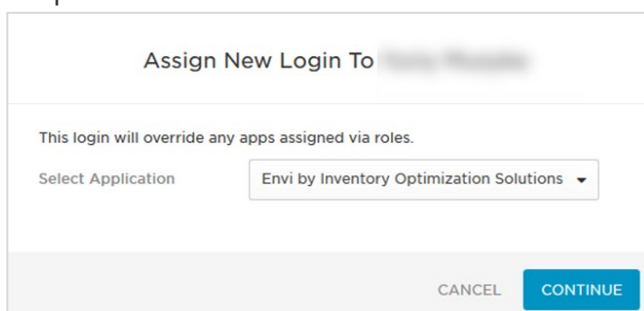 Assign New Login To
This login will override any apps assigned via roles.
Select Application
Envi by Inventory Optimization Solutions
CANCEL
CONTINUE